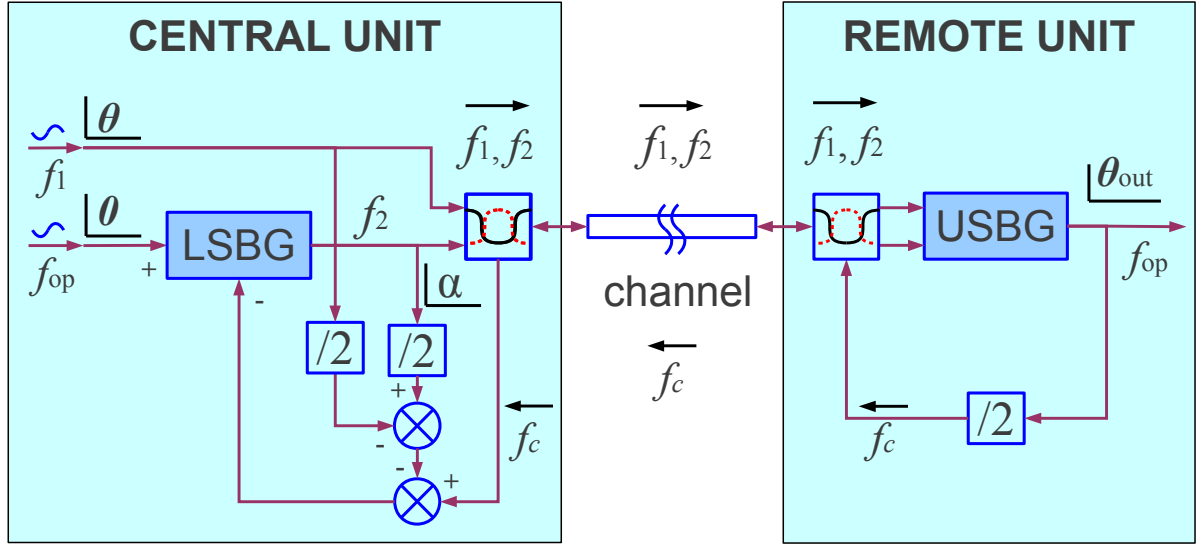 CENTRAL UNIT
REMOTE UNIT
θ
f1
θ
fop
+
LSBG
-
f2
α
/2
/2
+
-
-
+
fc
f1, f2
f1, f2
channel
fc
f1, f2
USBG
θout
fop
/2
fc